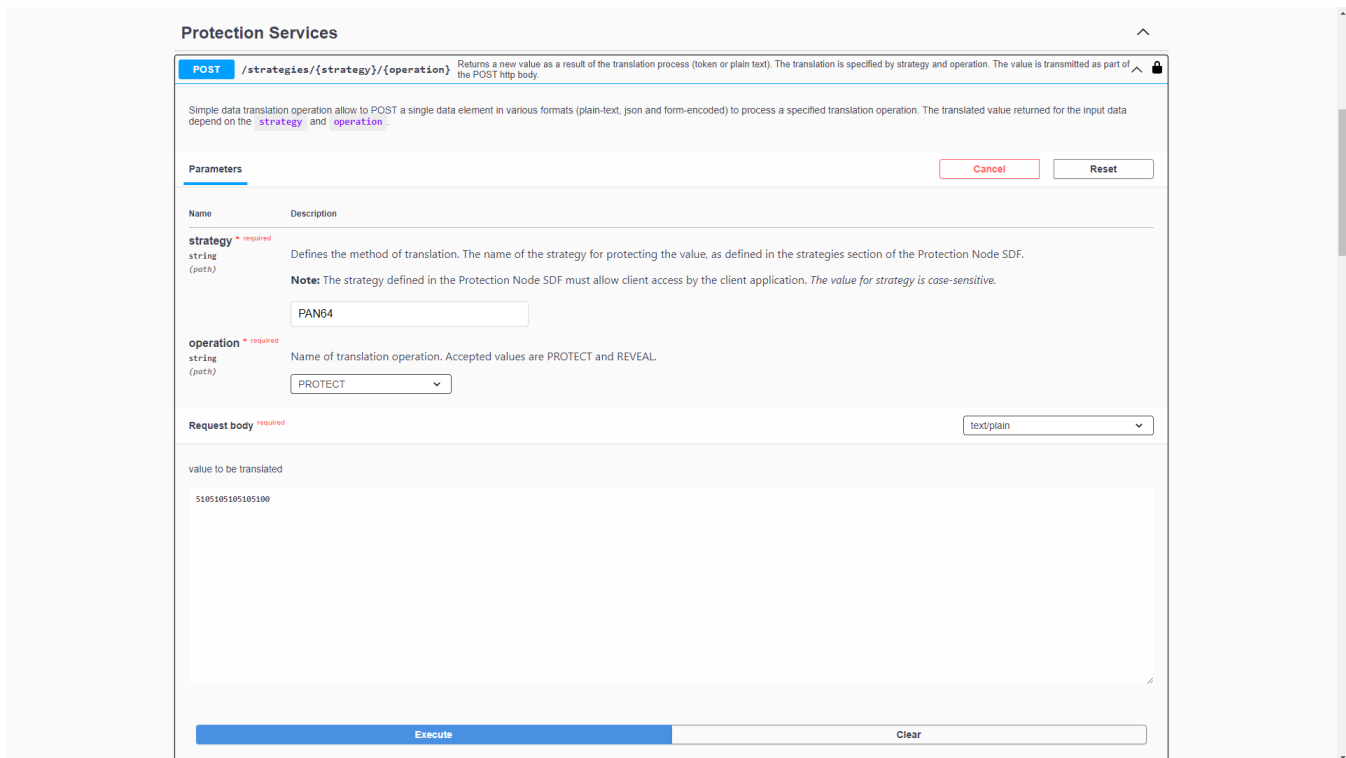 Protection Services
POST /strategies/{strategy}/{operation} Returns a new value as a result of the translation process (token or plain text). The translation is specified by strategy and operation. The value is transmitted as part of
the POST http body.
Simple data translation operation allow to POST a single data element in various formats (plain-text, json and form-encoded) to process a specified translation operation. The translated value returned for the input data
depend on the strategy and operation.
Parameters Cancel Reset
Name Description
strategy * required
string
(path)
Defines the method of translation. The name of the strategy for protecting the value, as defined in the strategies section of the Protection Node SDF.
Note: The strategy defined in the Protection Node SDF must allow client access by the client application. The value for strategy is case-sensitive.
PAN64
operation * required
string
(path)
Name of translation operation. Accepted values are PROTECT and REVEAL.
PROTECT
Request body required text/plain
value to be translated
5105105105105100
Execute Clear